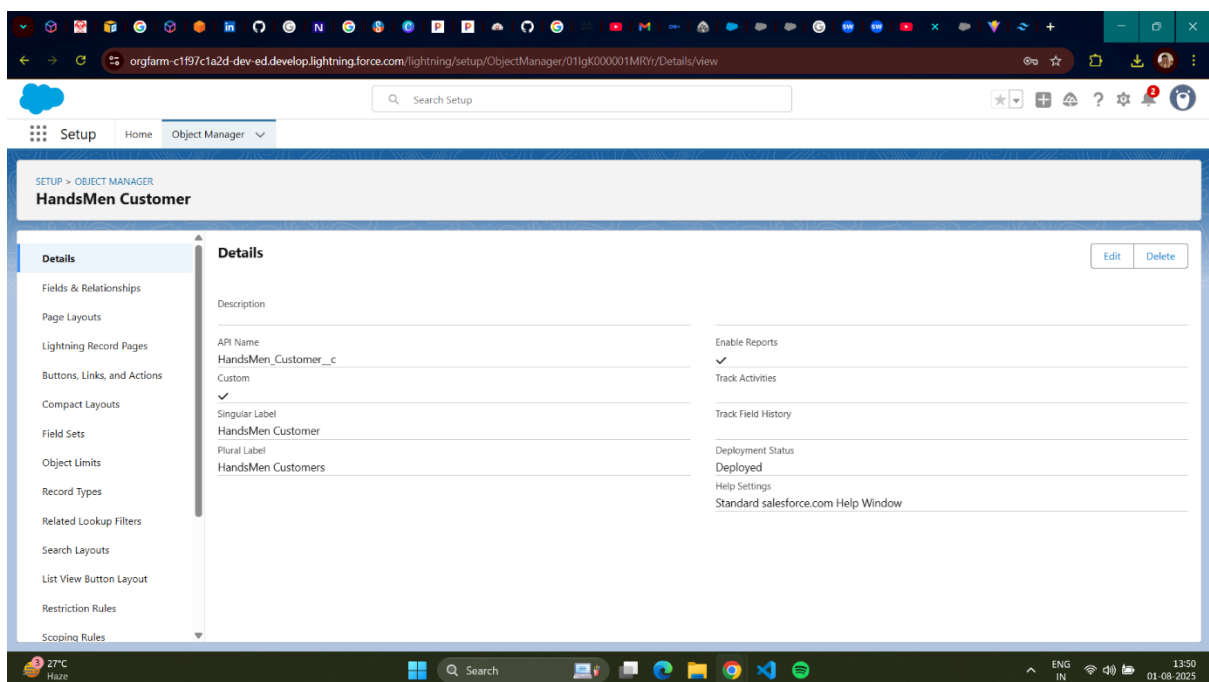 orgfarm-c1f97c1a2d-dev-ed.develop.lightning.force.com/lightning/setup/ObjectManager/01IgK000001MRYr/Details/view
Search Setup
2
Setup
Home
Object Manager
SETUP > OBJECT MANAGER
HandsMen Customer
Details
Fields & Relationships
Page Layouts
Lightning Record Pages
Buttons, Links, and Actions
Compact Layouts
Field Sets
Object Limits
Record Types
Related Lookup Filters
Search Layouts
List View Button Layout
Restriction Rules
Scoping Rules
Details
Edit
Delete
Description
API Name
HandsMen_Customer__c
Custom
Singular Label
HandsMen Customer
Plural Label
HandsMen Customers
Enable Reports
Track Activities
Track Field History
Deployment Status
Deployed
Help Settings
Standard salesforce.com Help Window
3
27°C
Haze
Search
ENG
IN
13:50
01-08-2025